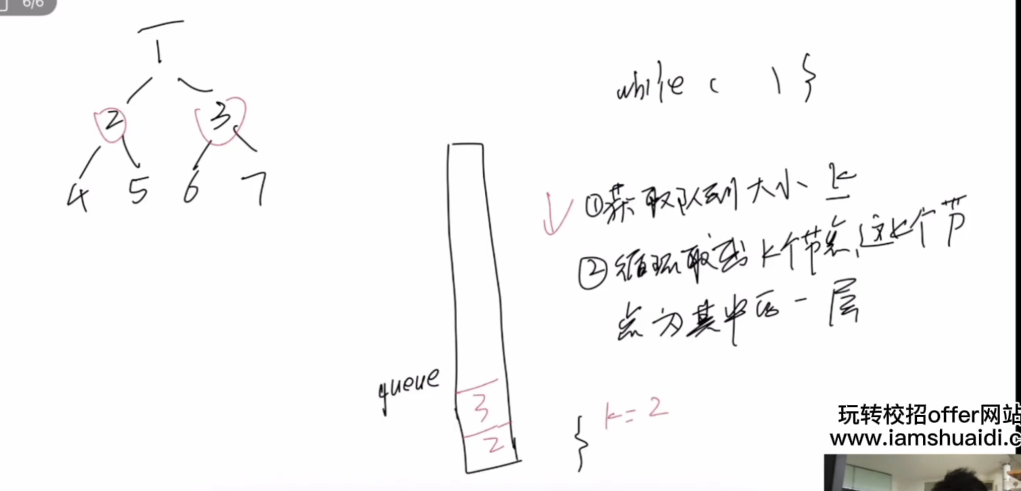 6/6
1
2 3
4 5 6 7
while ( ) {
①获取队列大小 k
②循环取出 k个节点,这k个节
点为其中的一层
queue
3
2
} k=2
玩转校招offer网站
www.iamshuaidi.c